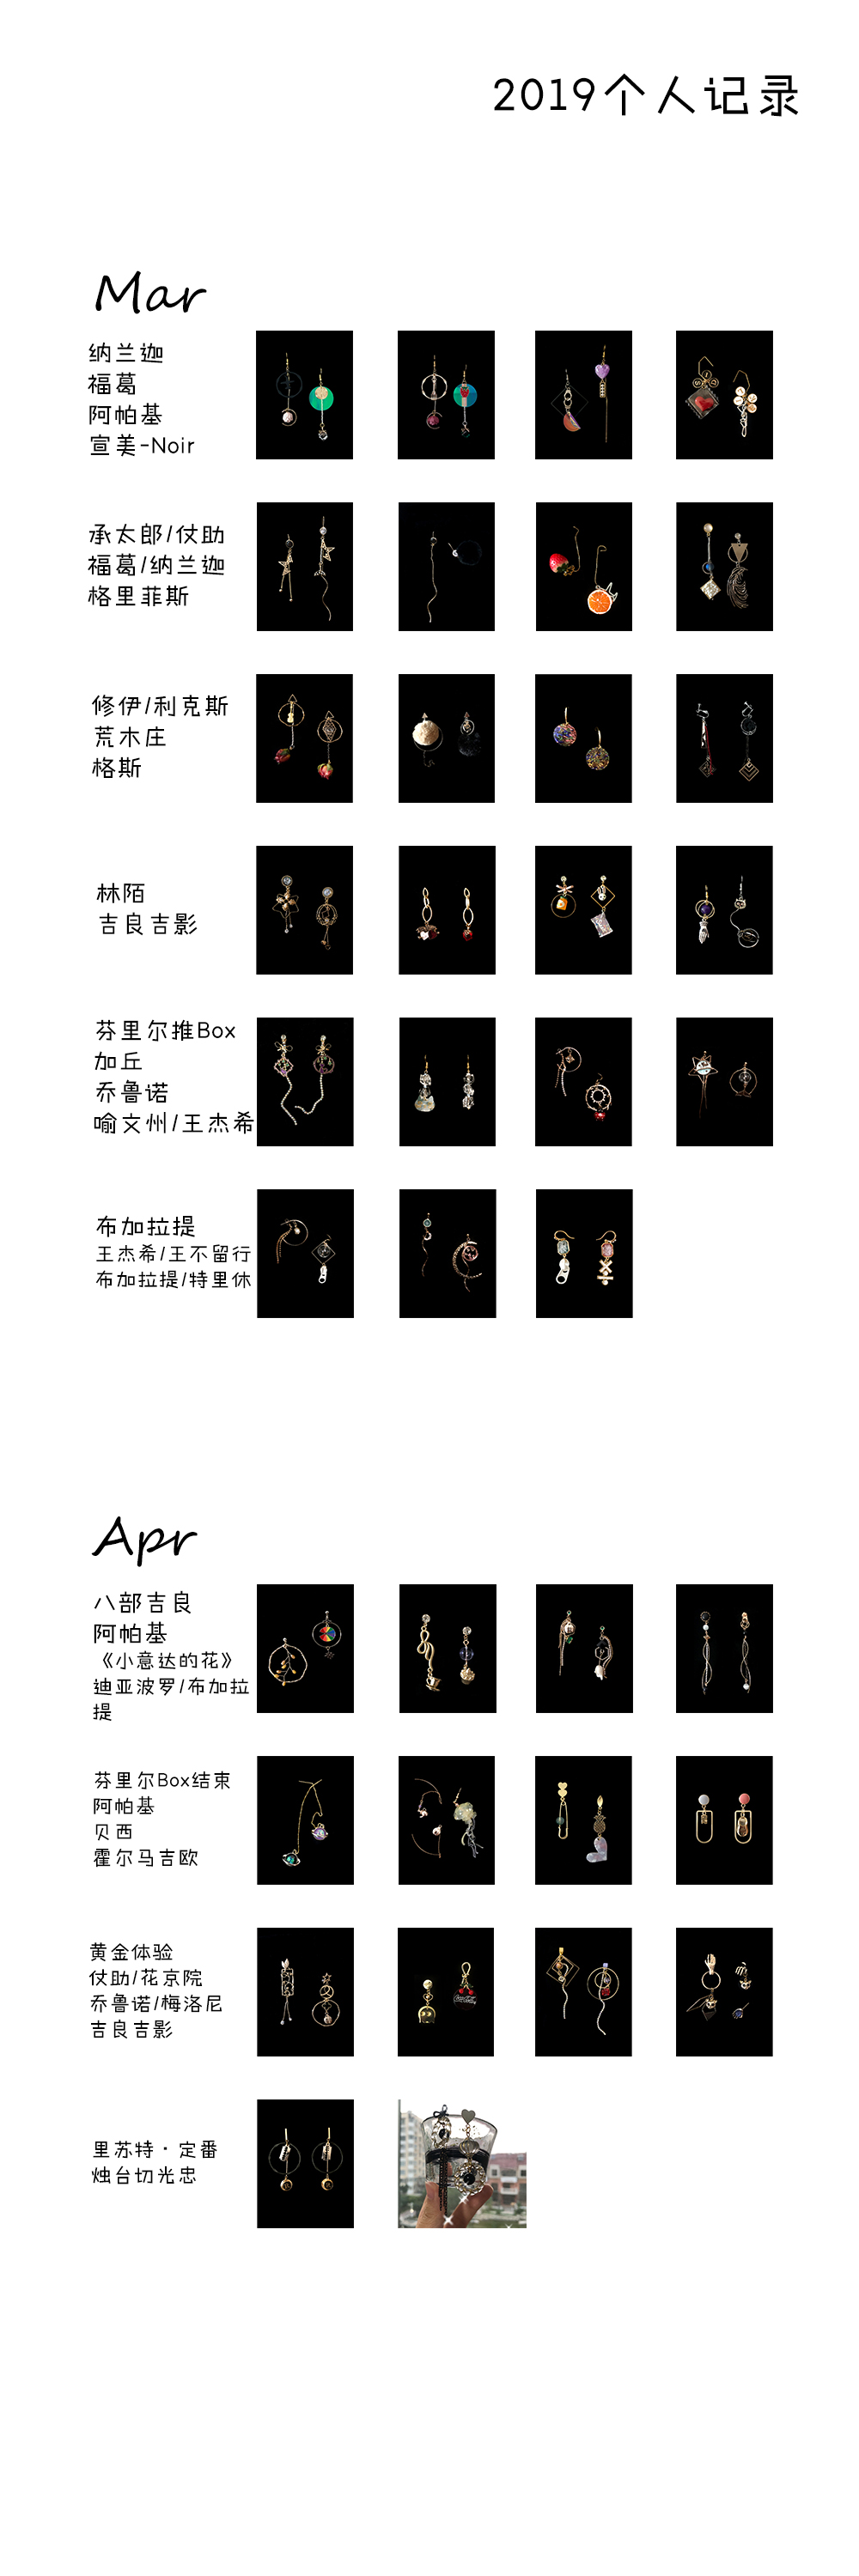 2019个人记录
Mar
纳兰迦
福葛
阿帕基
宣美-Noir
承太郎/仗助
福葛/纳兰迦
格里菲斯
修伊/利克斯
荒木庄
格斯
林陌
吉良吉影
芬里尔推Box
加丘
乔鲁诺
喻文州/王杰希
布加拉提
王杰希/王不留行
布加拉提/特里休
Apr
八部吉良
阿帕基
《小意达的花》
迪亚波罗/布加拉
提
芬里尔Box结束
阿帕基
贝西
霍尔马吉欧
黄金体验
仗助/花京院
乔鲁诺/梅洛尼
吉良吉影
里苏特·定番
烛台切光忠